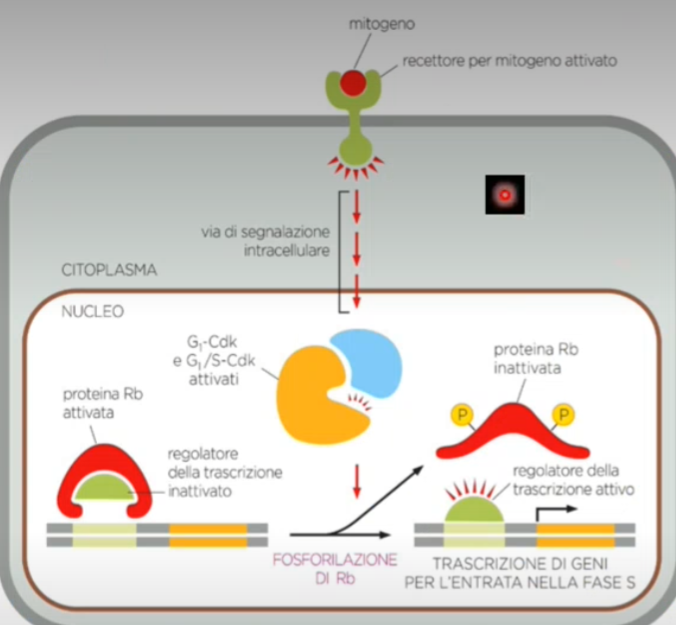 mitogeno
recettore per mitogeno attivato
via di segnalazione
intracellulare
CITOPLASMA
NUCLEO
G₁-Cdk
e G₁/S-Cdk
attivati
proteina Rb
attivata
regolatore
della trascrizione
inattivato
proteina Rb
inattivata
P
P
regolatore della
trascrizione attivo
FOSFORILAZIONE
DI Rb
TRASCRIZIONE DI GENI
PER L'ENTRATA NELLA FASE S